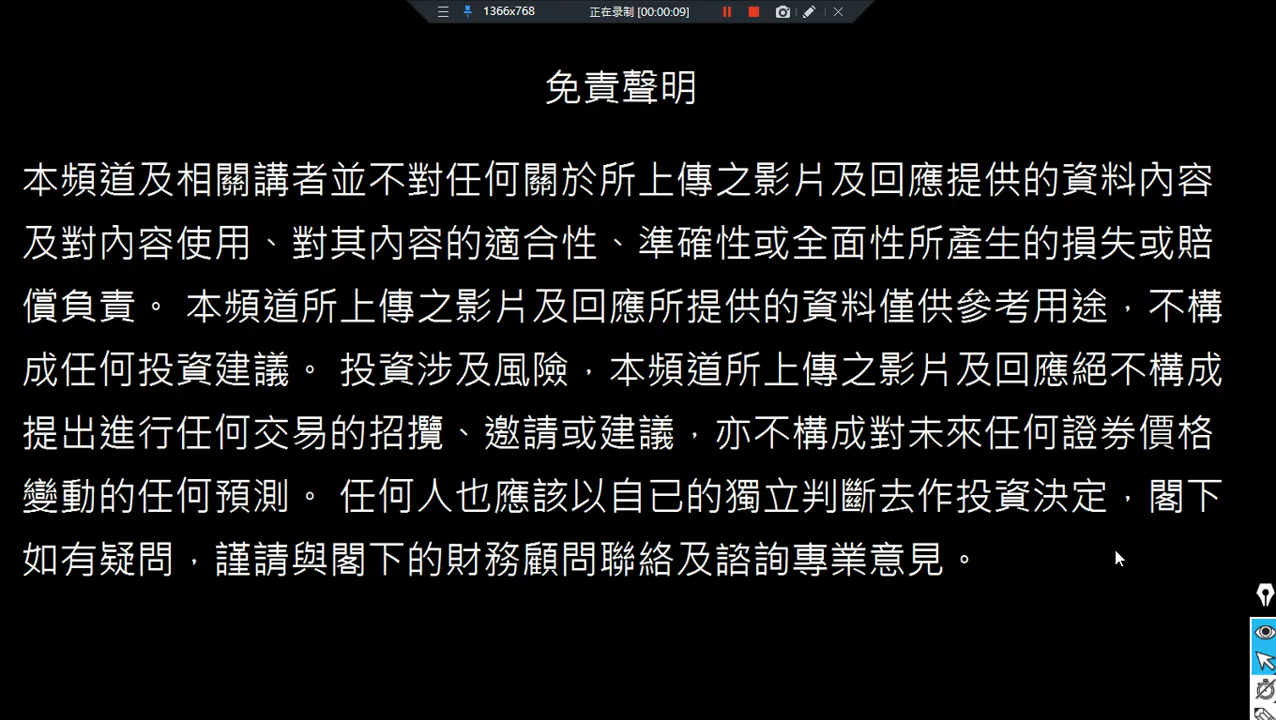 1366x768 正在录制 [00:00:09]
免責聲明
本頻道及相關講者並不對任何關於所上傳之影片及回應提供的資料內容
及對內容使用、對其內容的適合性、準確性或全面性所產生的損失或賠
償負責。 本頻道所上傳之影片及回應所提供的資料僅供參考用途，不構
成任何投資建議。 投資涉及風險，本頻道所上傳之影片及回應絕不構成
提出進行任何交易的招攬、邀請或建議，亦不構成對未來任何證券價格
變動的任何預測。 任何人也應該以自已的獨立判斷去作投資決定，閣下
如有疑問，謹請與閣下的財務顧問聯絡及諮詢專業意見。